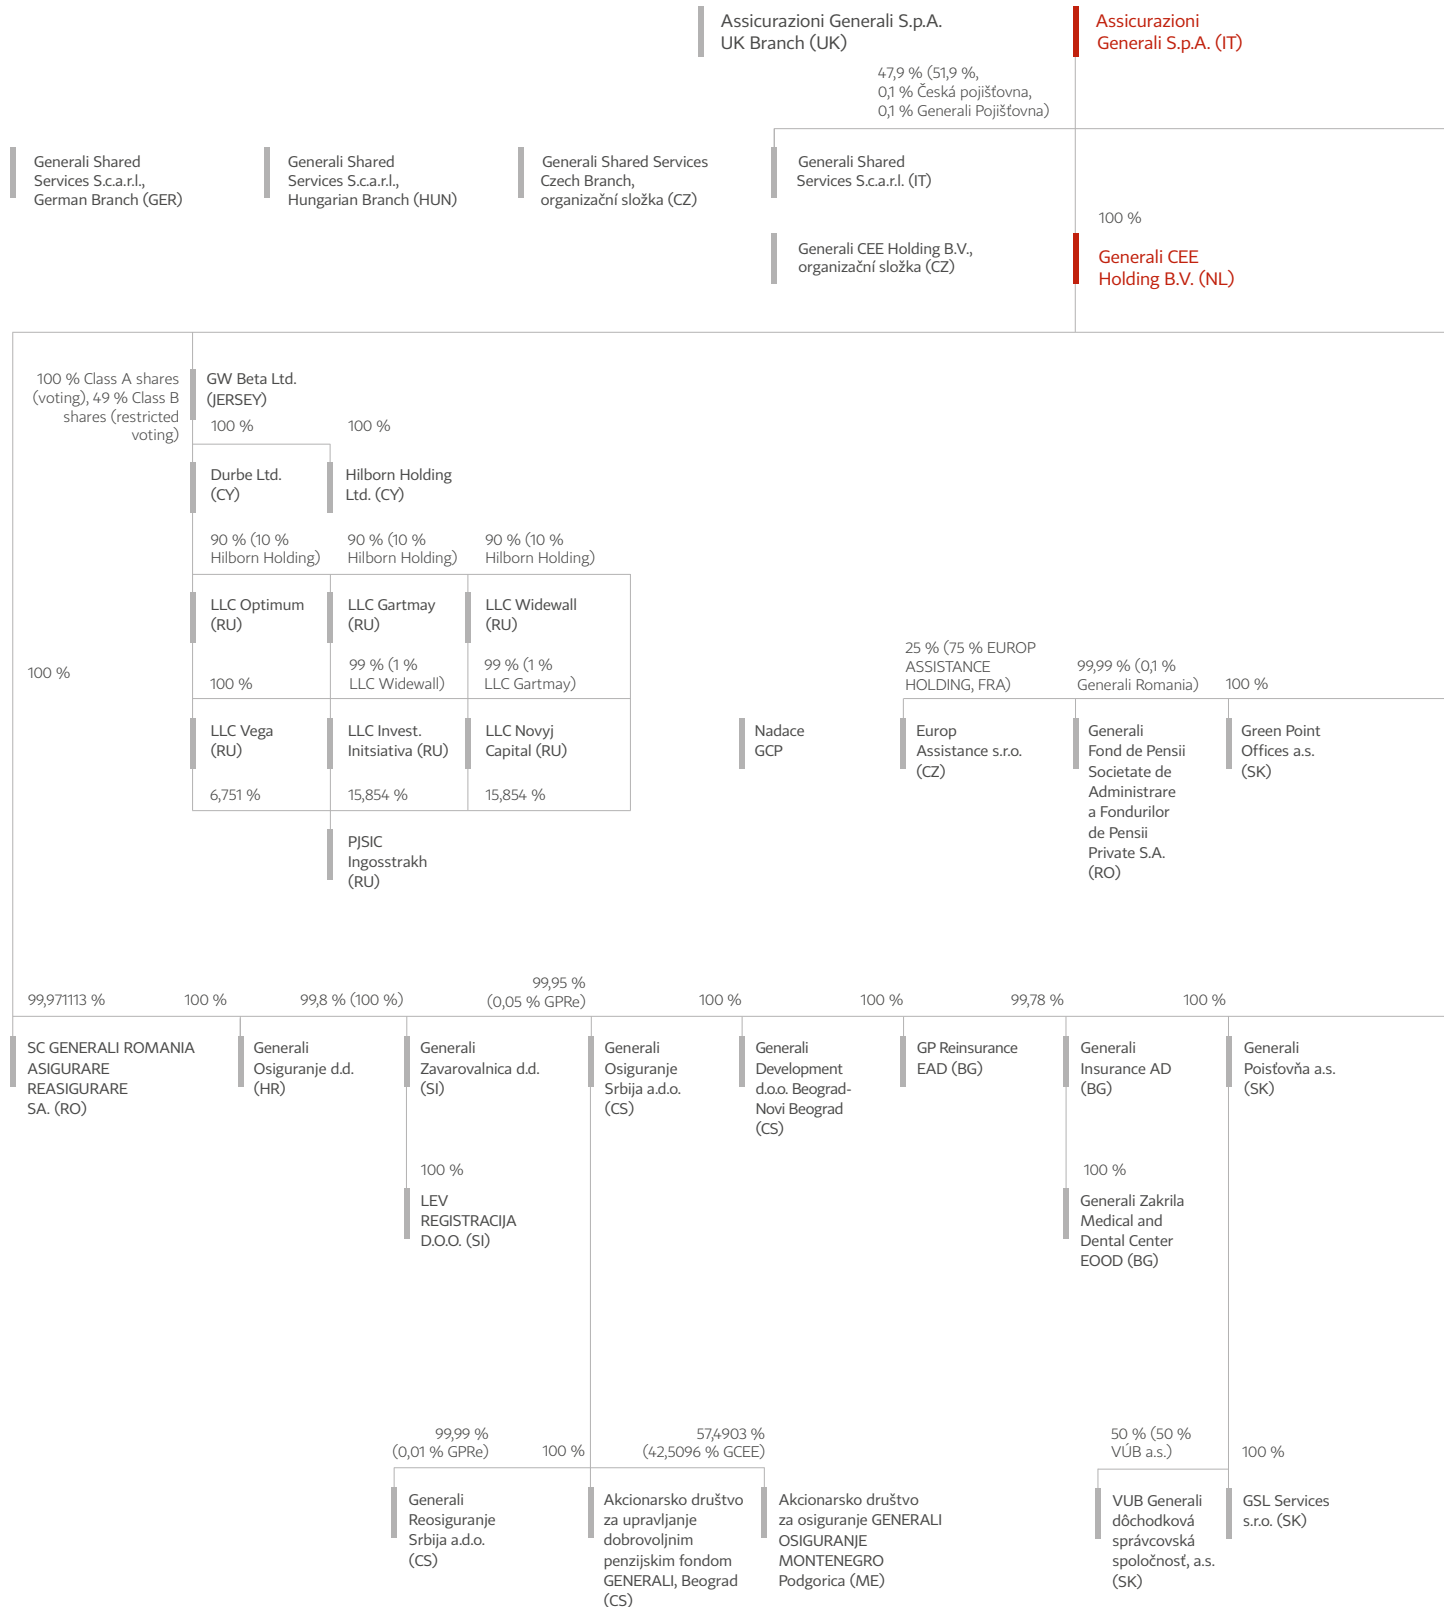 Assicurazioni Generali S.p.A.
UK Branch (UK)
Assicurazioni
Generali S.p.A. (IT)
47,9 % (51,9 %,
0,1 % Česká pojišťovna,
0,1 % Generali Pojišťovna)
Generali Shared
Services S.c.a.r.l.,
German Branch (GER)
Generali Shared
Services S.c.a.r.l.,
Hungarian Branch (HUN)
Generali Shared Services
Czech Branch,
organizační složka (CZ)
Generali Shared
Services S.c.a.r.l. (IT)
100 %
Generali CEE Holding B.V.,
organizační složka (CZ)
Generali CEE
Holding B.V. (NL)
100 % Class A shares
(voting), 49 % Class B
shares (restricted
voting)
GW Beta Ltd.
(JERSEY)
100 %
100 %
Durbe Ltd.
(CY)
Hilborn Holding
Ltd. (CY)
90 % (10 %
Hilborn Holding)
90 % (10 %
Hilborn Holding)
90 % (10 %
Hilborn Holding)
LLC Optimum
(RU)
LLC Gartmay
(RU)
LLC Widewall
(RU)
100 %
100 %
99 % (1 %
LLC Widewall)
99 % (1 %
LLC Gartmay)
25 % (75 % EUROP
ASSISTANCE
HOLDING, FRA)
99,99 % (0,1 %
Generali Romania)
100 %
LLC Vega
(RU)
LLC Invest.
Initsiativa (RU)
LLC Novyj
Capital (RU)
Nadace
GCP
Europ
Assistance s.r.o.
(CZ)
Generali
Fond de Pensii
Societate de
Administrare
a Fondurilor
de Pensii
Private S.A.
(RO)
Green Point
Offices a.s.
(SK)
6,751 %
15,854 %
15,854 %
PJSIC
Ingosstrakh
(RU)
99,971113 %
100 %
99,8 % (100 %)
99,95 %
(0,05 % GPRe)
100 %
100 %
99,78 %
100 %
SC GENERALI ROMANIA
ASIGURARE
REASIGURARE
SA. (RO)
Generali
Osiguranje d.d.
(HR)
Generali
Zavarovalnica d.d.
(SI)
Generali
Osiguranje
Srbija a.d.o.
(CS)
Generali
Development
d.o.o. Beograd-
Novi Beograd
(CS)
GP Reinsurance
EAD (BG)
Generali
Insurance AD
(BG)
Generali
Poisťovňa a.s.
(SK)
100 %
LEV
REGISTRACIJA
D.O.O. (SI)
100 %
Generali Zakrila
Medical and
Dental Center
EOOD (BG)
99,99 %
(0,01 % GPRe)
100 %
57,4903 %
(42,5096 % GCEE)
50 % (50 %
VÚB a.s.)
100 %
Generali
Reosiguranje
Srbija a.d.o.
(CS)
Akcionarsko društvo
za upravljanje
dobrovoljnim
penzijskim fondom
GENERALI, Beograd
(CS)
Akcionarsko društvo
za osiguranje GENERALI
OSIGURANJE
MONTENEGRO
Podgorica (ME)
VUB Generali
dôchodková
správcovská
spoločnosť, a.s.
(SK)
GSL Services
s.r.o. (SK)